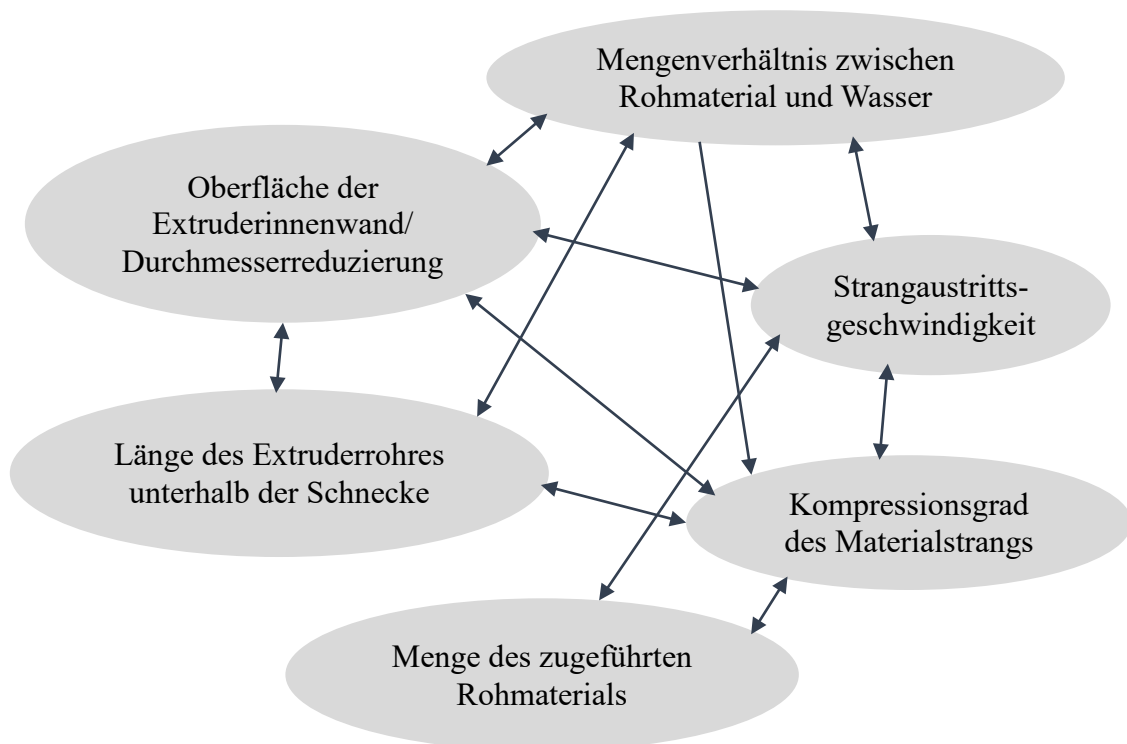 Mengenverhältnis zwischen
Rohmaterial und Wasser
Oberfläche der
Extruderinnenwand/
Durchmesserreduzierung
Strangaustritts-
geschwindigkeit
Länge des Extruderrohres
unterhalb der Schnecke
Kompressionsgrad
des Materialstrangs
Menge des zugeführten
Rohmaterials